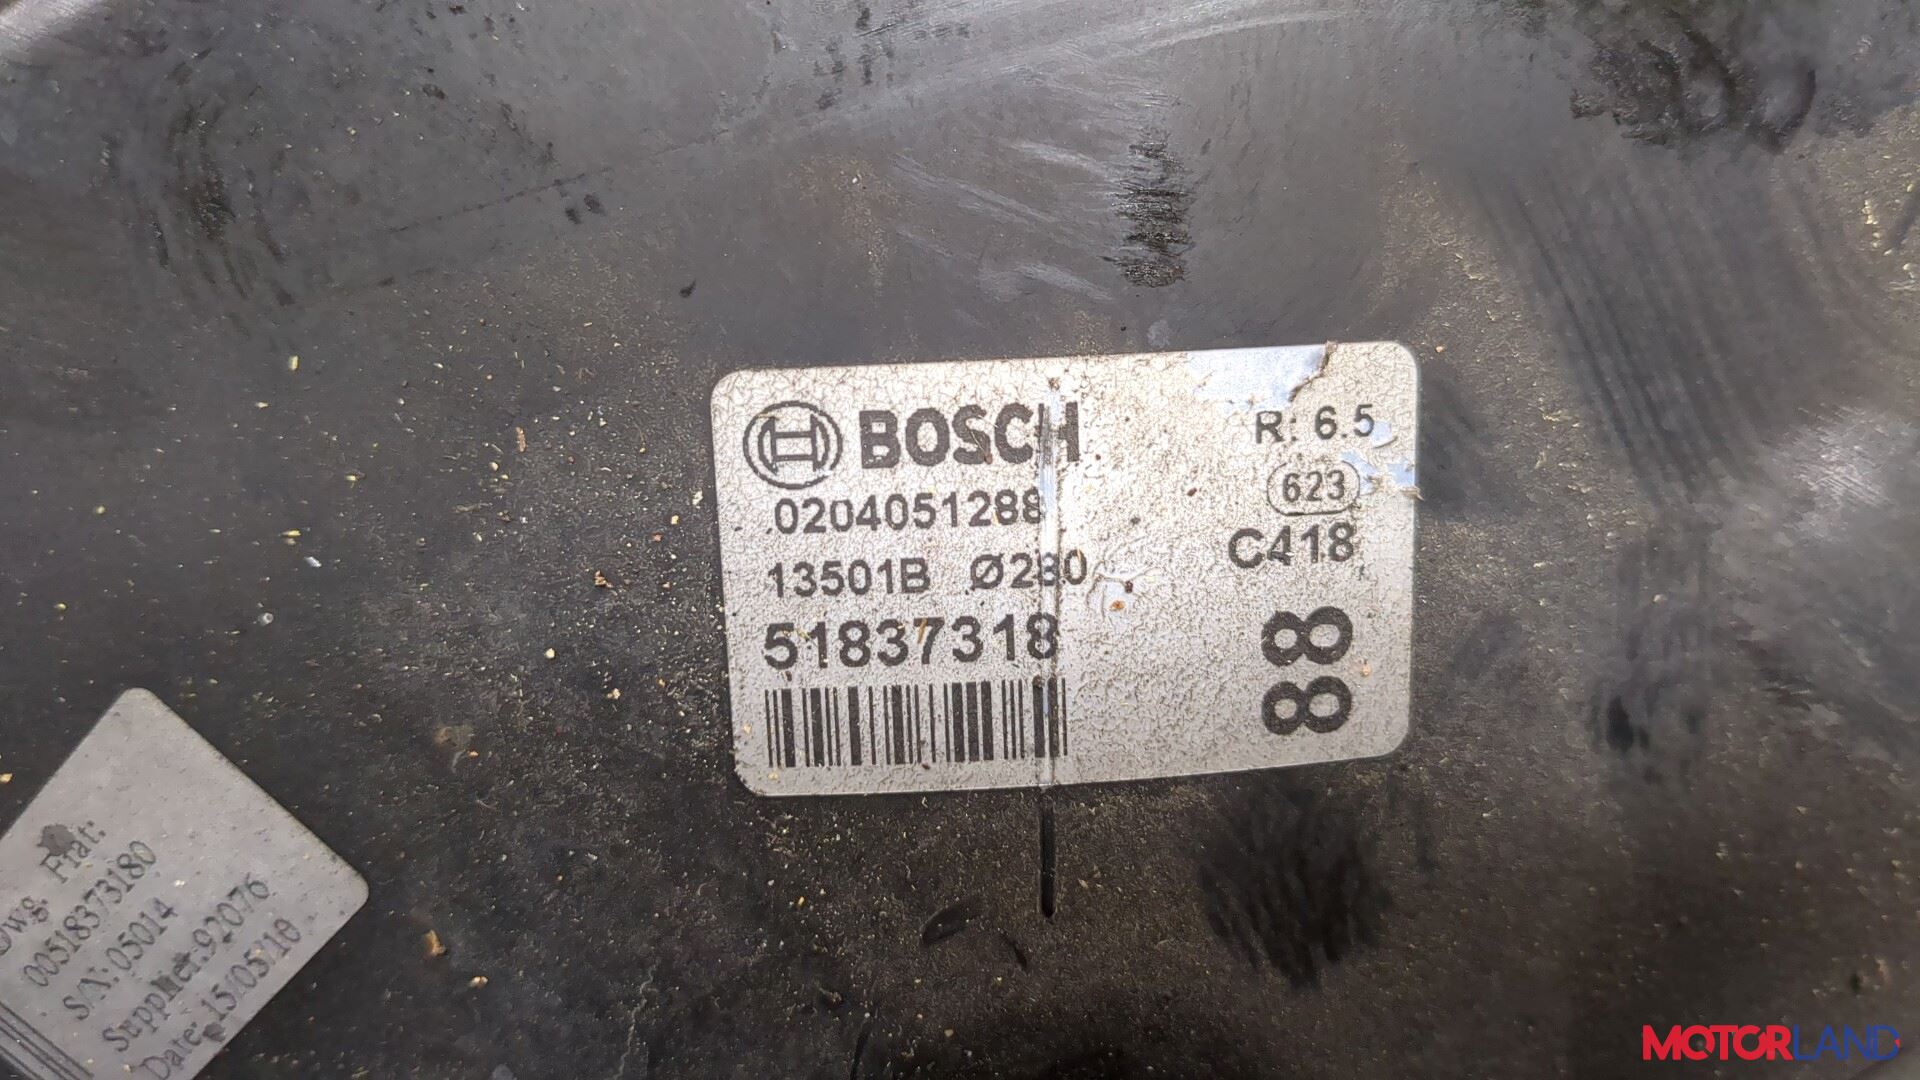 BOSCH
R: 6.5
0204051288
623
13501B Ø280
C418
51837318
88
Dwg. Fiat:
00518373180
S/N: 05014
Supplier:92076
Date: 15/05/10
MOTORLAND